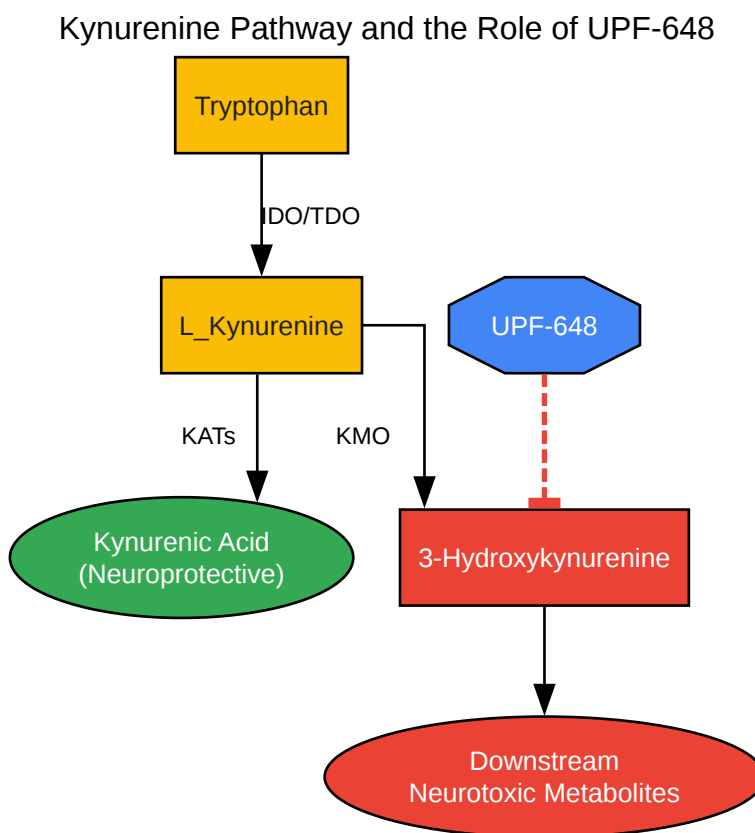 Kynurenine Pathway and the Role of UPF-648
Tryptophan
IDO/TDO
L_Kynurenine
UPF-648
KATs
KMO
Kynurenic Acid
(Neuroprotective)
3-Hydroxykynurenine
Downstream
Neurotoxic Metabolites